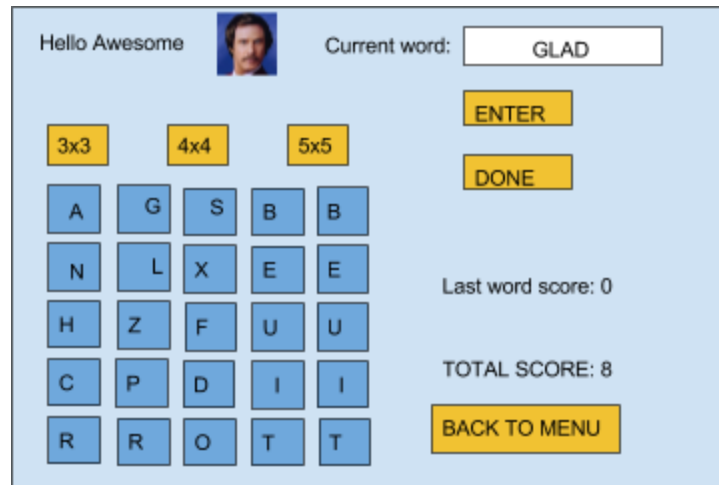 Hello Awesome
Current word: GLAD
ENTER
3x3 4x4 5x5
DONE
A G S B B
N L X E E
H Z F U U
C P D I I
R R O T T
Last word score: 0
TOTAL SCORE: 8
BACK TO MENU